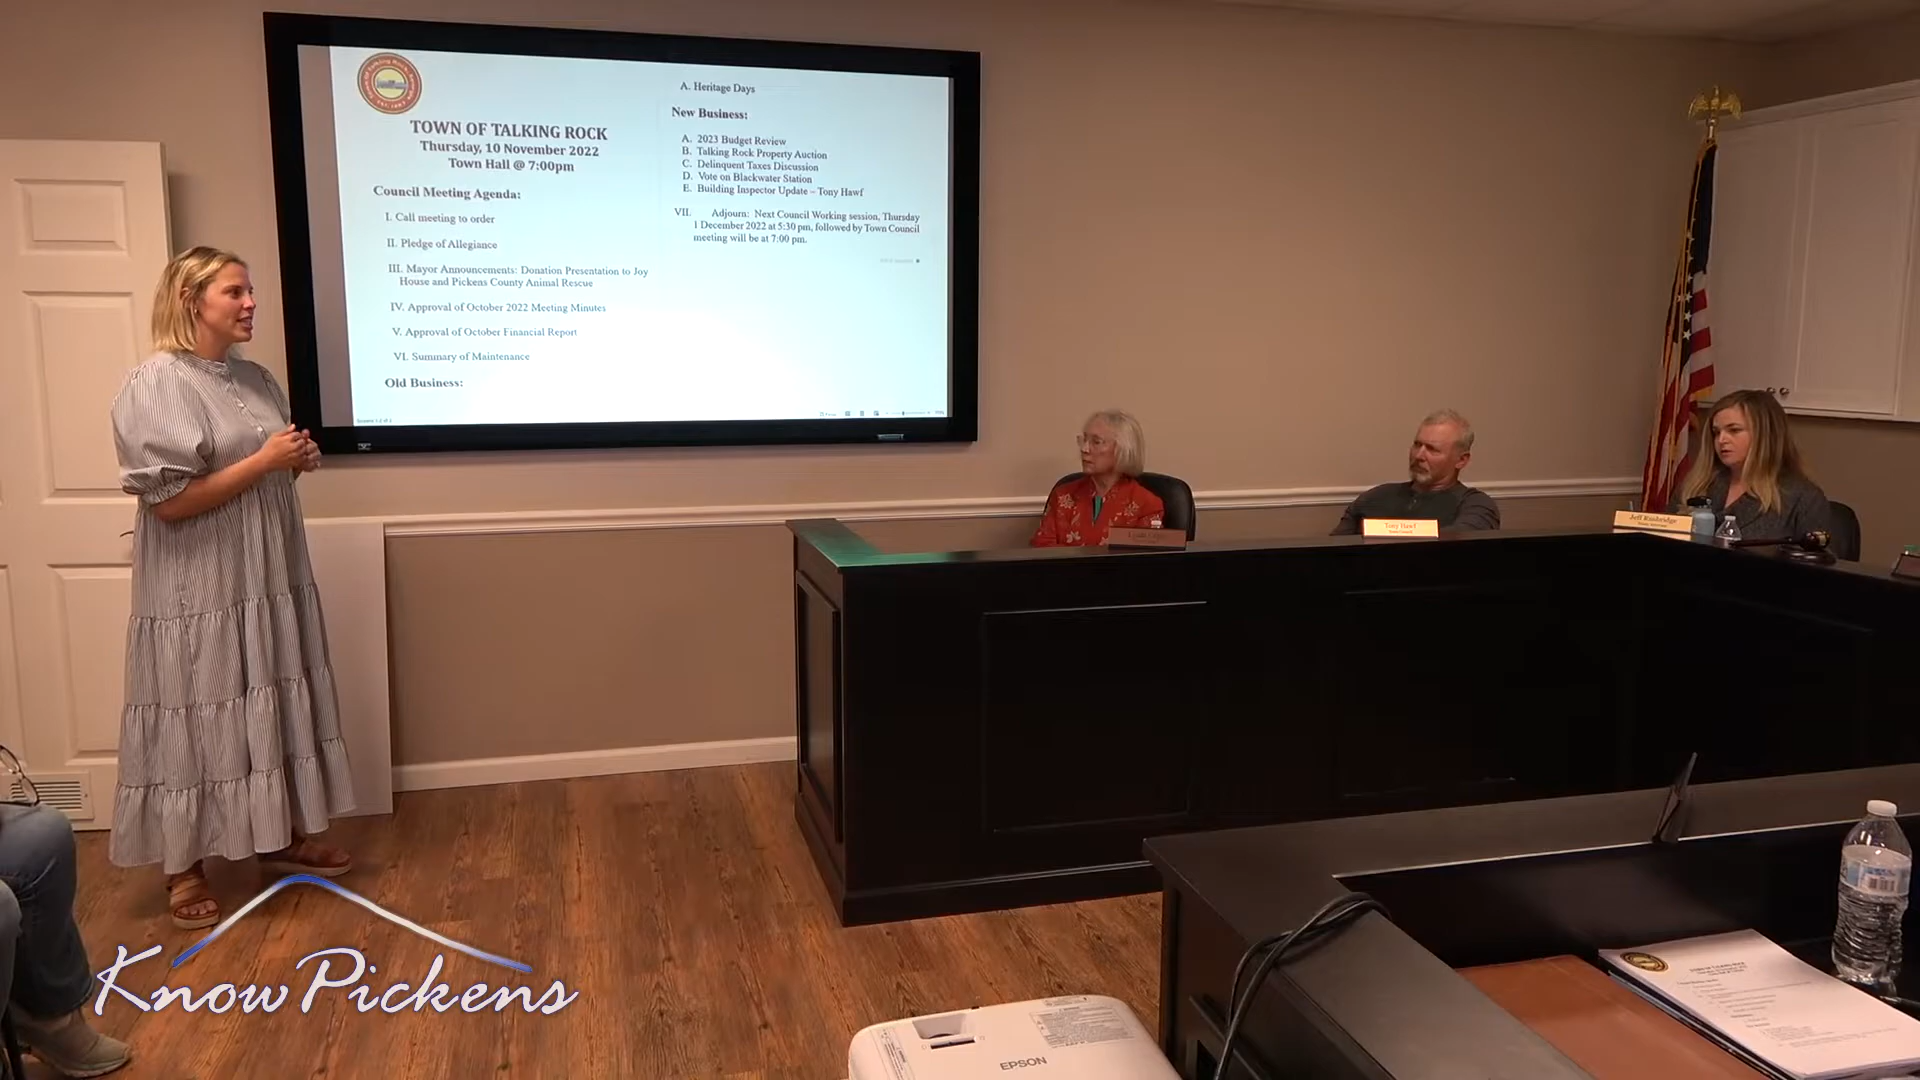 TOWN OF TALKING ROCK
Thursday, 10 November 2022
Town Hall @ 7:00pm
Council Meeting Agenda:
I. Call meeting to order
II. Pledge of Allegiance
III. Mayor Announcements: Donation Presentation to Joy
House and Pickens County Animal Rescue
IV. Approval of October 2022 Meeting Minutes
V. Approval of October Financial Report
VI. Summary of Maintenance
Old Business:
A. Heritage Days
New Business:
A. 2023 Budget Review
B. Talking Rock Property Auction
C. Delinquent Taxes Discussion
D. Vote on Blackwater Station
E. Building Inspector Update – Tony Hawf
VII. Adjourn: Next Council Working session, Thursday
1 December 2022 at 5:30 pm, followed by Town Council
meeting will be at 7:00 pm.
Tony Hawf
KnowPickens
EPSON
TOWN OF TALKING ROCK